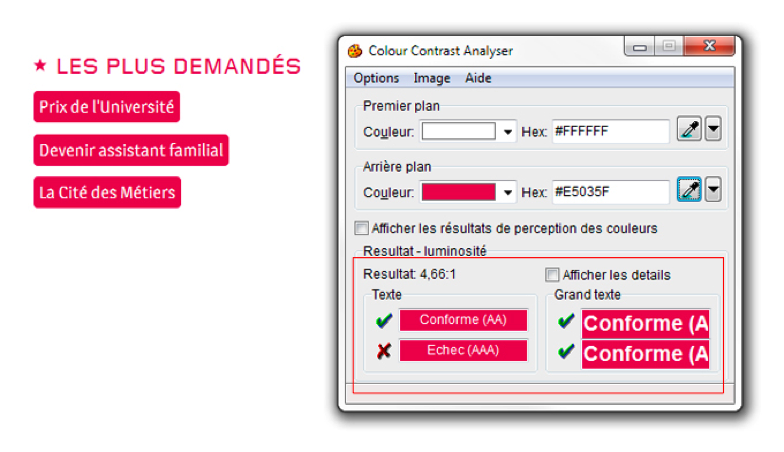 ★ LES PLUS DEMANDÉS
Prix de l'Université
Devenir assistant familial
La Cité des Métiers
Colour Contrast Analyser
Options Image Aide
Premier plan
Couleur: Hex: #FFFFFF
Arrière plan
Couleur: Hex: #E5035F
Afficher les résultats de perception des couleurs
Resultat - luminosité
Resultat: 4,66:1 Afficher les details
Texte Grand texte
Conforme (AA) Conforme (A
Echec (AAA) Conforme (A